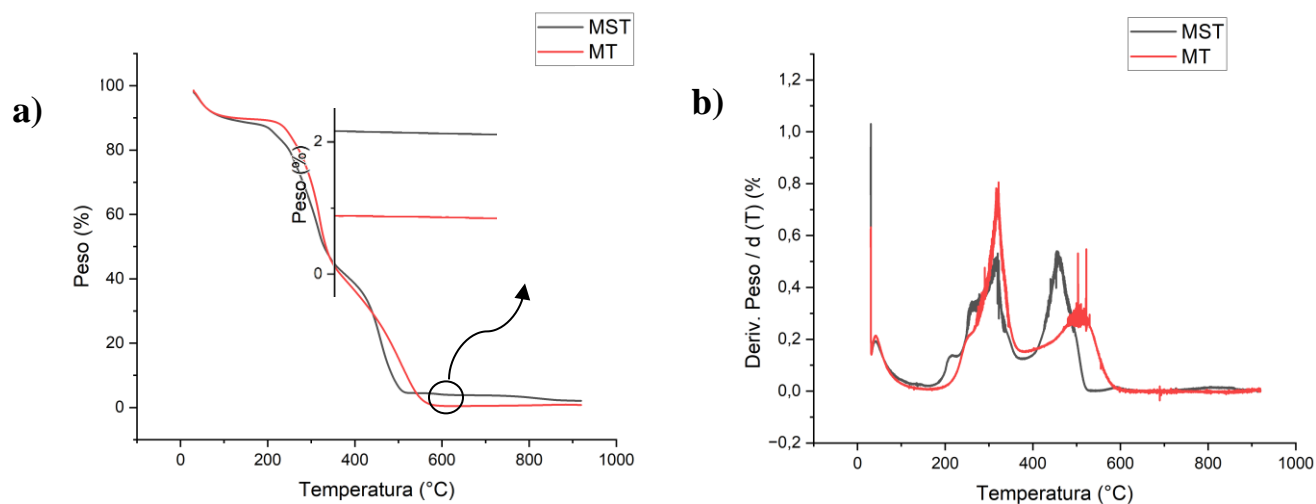 a)
MST
MT
100
80
60
40
20
0
Peso (%)
2
0
Peso (%)
0
200
400
600
800
1000
Temperatura (°C)
b)
MST
MT
1,2
1,0
0,8
0,6
0,4
0,2
0,0
−0,2
Deriv. Peso / d (T) (%
0
200
400
600
800
1000
Temperatura (°C)